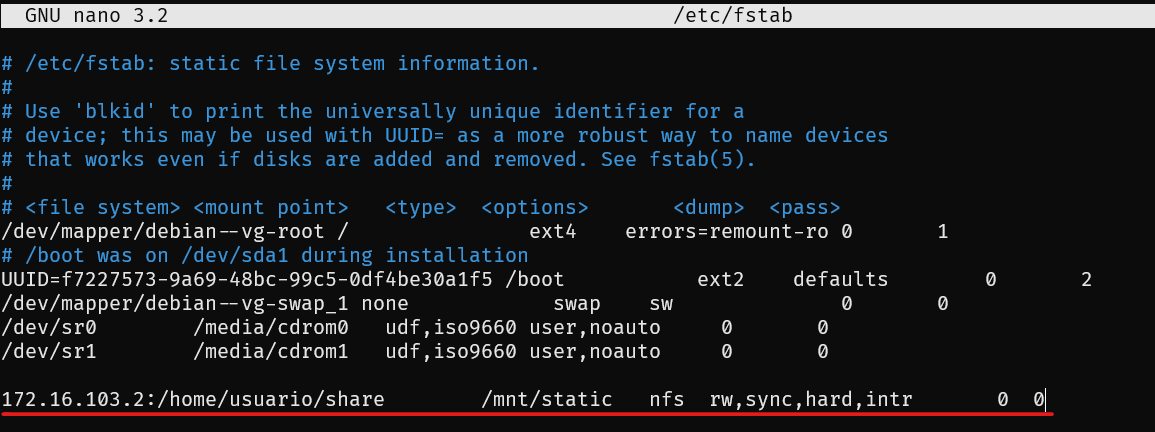 GNU nano 3.2 /etc/fstab
# /etc/fstab: static file system information.
#
# Use 'blkid' to print the universally unique identifier for a
# device; this may be used with UUID= as a more robust way to name devices
# that works even if disks are added and removed. See fstab(5).
#
# <file system> <mount point>   <type>  <options>       <dump>  <pass>
/dev/mapper/debian--vg-root /               ext4    errors=remount-ro 0       1
# /boot was on /dev/sda1 during installation
UUID=f7227573-9a69-48bc-99c5-0df4be30a1f5 /boot           ext2    defaults        0       2
/dev/mapper/debian--vg-swap_1 none            swap    sw              0       0
/dev/sr0        /media/cdrom0   udf,iso9660 user,noauto     0       0
/dev/sr1        /media/cdrom1   udf,iso9660 user,noauto     0       0
172.16.103.2:/home/usuario/share        /mnt/static   nfs  rw,sync,hard,intr       0  0